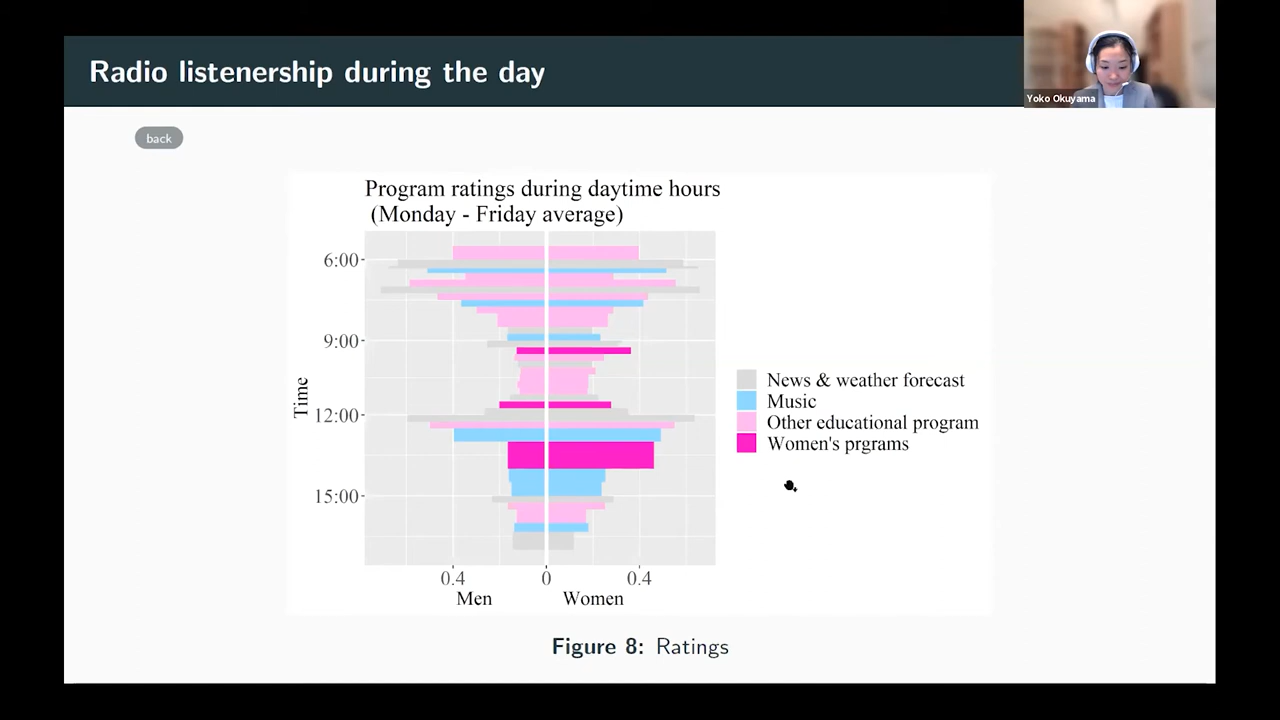 Radio listenership during the day
Yoko Okuyama
back
Program ratings during daytime hours
(Monday - Friday average)
6:00
9:00
12:00
15:00
Time
0.4
0
0.4
Men
Women
News & weather forecast
Music
Other educational program
Women's prgrams
Figure 8: Ratings